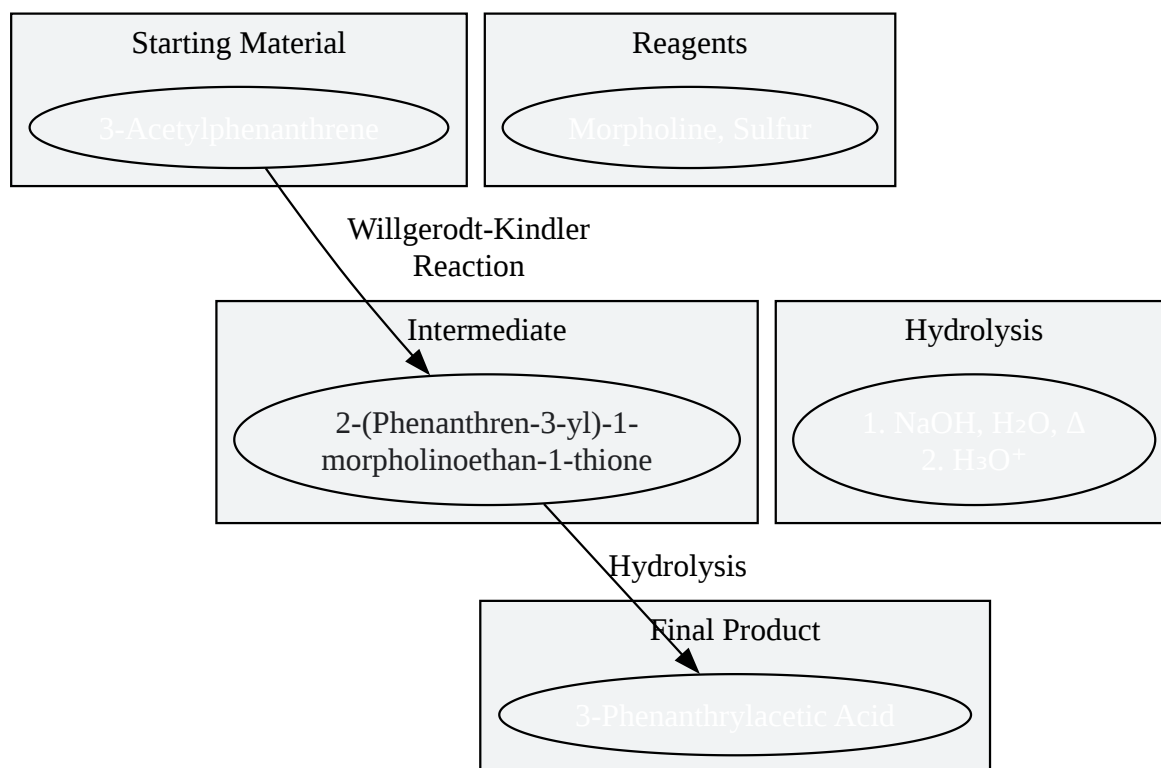 Starting Material
3-Acetylphenanthrene
Reagents
Morpholine, Sulfur
Willgerodt-Kindler
Reaction
Intermediate
2-(Phenanthren-3-yl)-1-
morpholinoethan-1-thione
Hydrolysis
1. NaOH, H₂O, Δ
2. H₃O⁺
Hydrolysis
Final Product
3-Phenanthrylacetic Acid